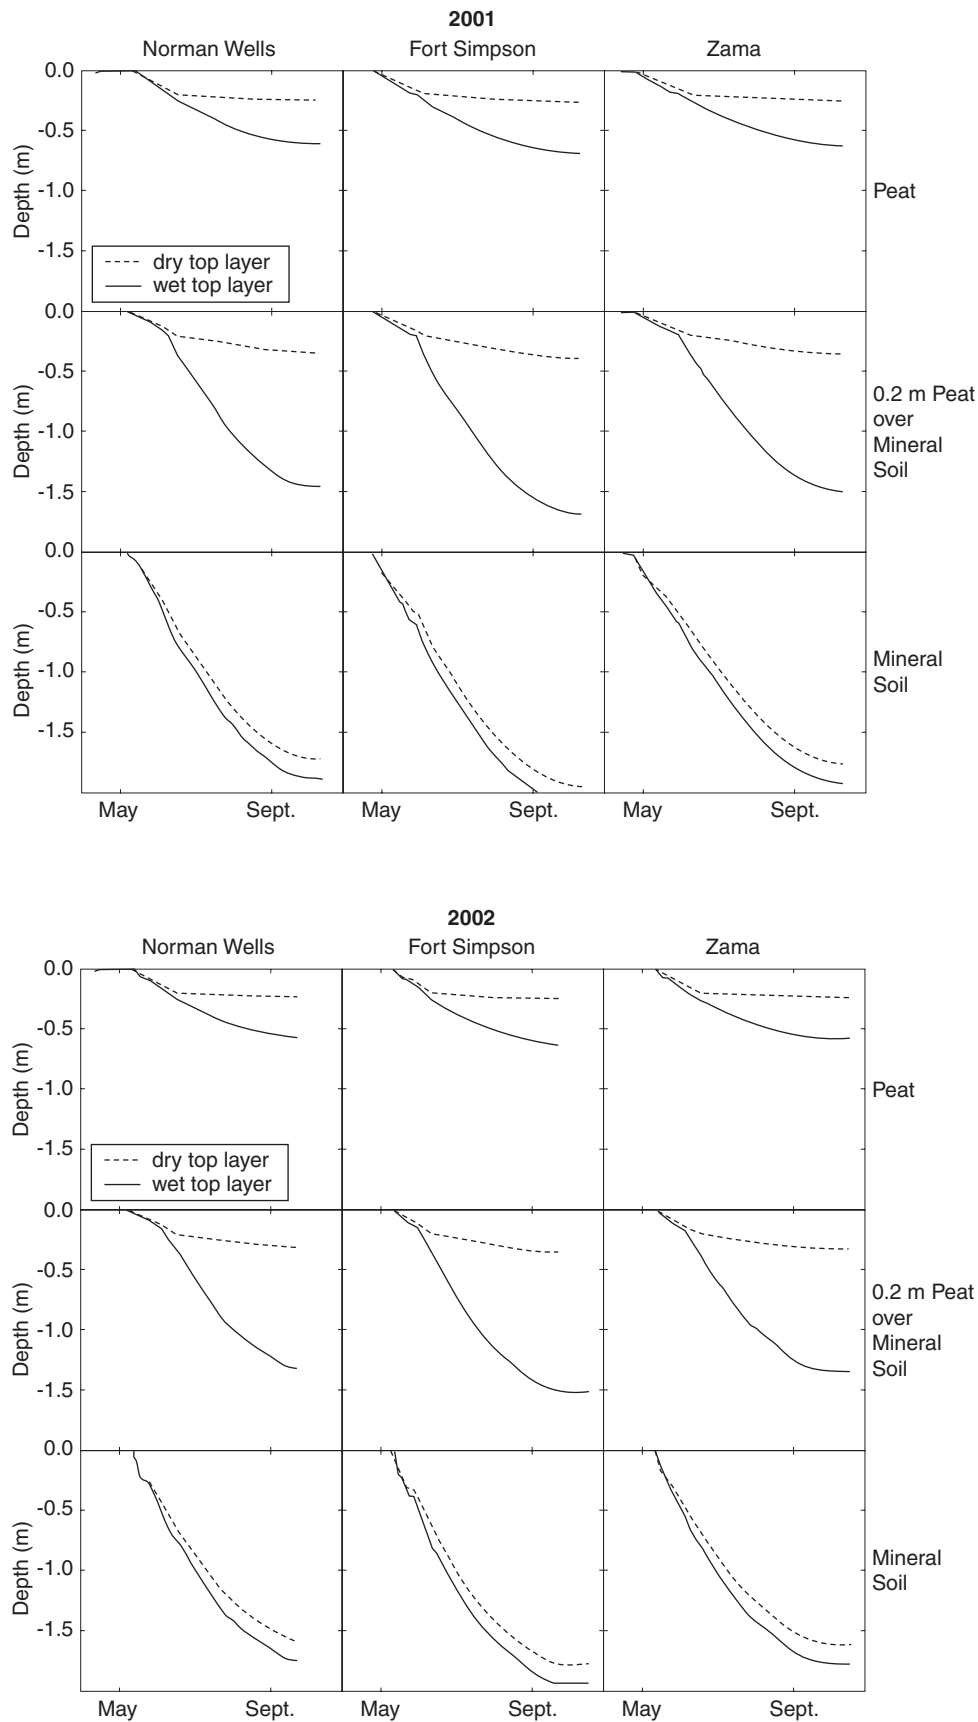 2001
Norman Wells
Fort Simpson
Zama
0.0
-0.5
-1.0
-1.5
Depth (m)
dry top layer
wet top layer
Peat
0.0
-0.5
-1.0
-1.5
Depth (m)
0.2 m Peat
over
Mineral
Soil
0.0
-0.5
-1.0
-1.5
Depth (m)
Mineral
Soil
May
Sept.
May
Sept.
May
Sept.
2002
Norman Wells
Fort Simpson
Zama
0.0
-0.5
-1.0
-1.5
Depth (m)
dry top layer
wet top layer
Peat
0.0
-0.5
-1.0
-1.5
Depth (m)
0.2 m Peat
over
Mineral
Soil
0.0
-0.5
-1.0
-1.5
Depth (m)
Mineral
Soil
May
Sept.
May
Sept.
May
Sept.